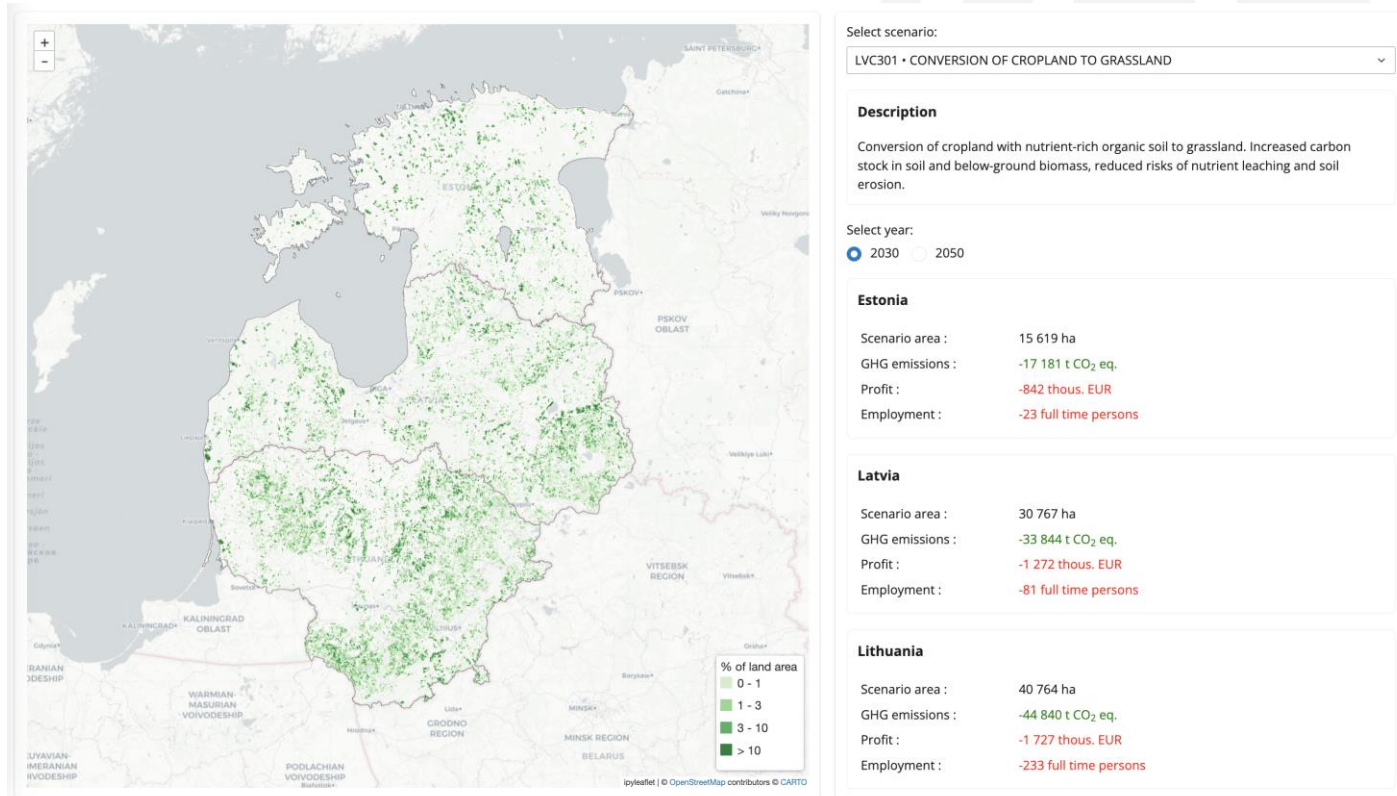 +
-
SAINT PETERSBURG
Gatchina
ESTONIA
Veliky Novgorod
PSKOV
PSKOV
OBLAST
RIGA
LATVIA
Jelgava
Velikiye Luki
LITHUANIA
VITSEBSK
REGION
Vitsebsk
Sovetsk
KALININGRAD
KALININGRAD
OBLAST
VILNIUS
Gdynia
Orsha
Barysaw
WARMIAN-
MASURIAN
VOIVODESHIP
Lida
GRODNO
REGION
MINSK
MINSK REGION
BELARUS
PODLACHIAN
VOIVODESHIP
Białystok
% of land area
0 - 1
1 - 3
3 - 10
> 10
ipyleaflet | © OpenStreetMap contributors © CARTO
Select scenario:
LVC301 • CONVERSION OF CROPLAND TO GRASSLAND
Description
Conversion of cropland with nutrient-rich organic soil to grassland. Increased carbon
stock in soil and below-ground biomass, reduced risks of nutrient leaching and soil
erosion.
Select year:
2030 2050
Estonia
Scenario area : 15 619 ha
GHG emissions : -17 181 t CO₂ eq.
Profit : -842 thous. EUR
Employment : -23 full time persons
Latvia
Scenario area : 30 767 ha
GHG emissions : -33 844 t CO₂ eq.
Profit : -1 272 thous. EUR
Employment : -81 full time persons
Lithuania
Scenario area : 40 764 ha
GHG emissions : -44 840 t CO₂ eq.
Profit : -1 727 thous. EUR
Employment : -233 full time persons